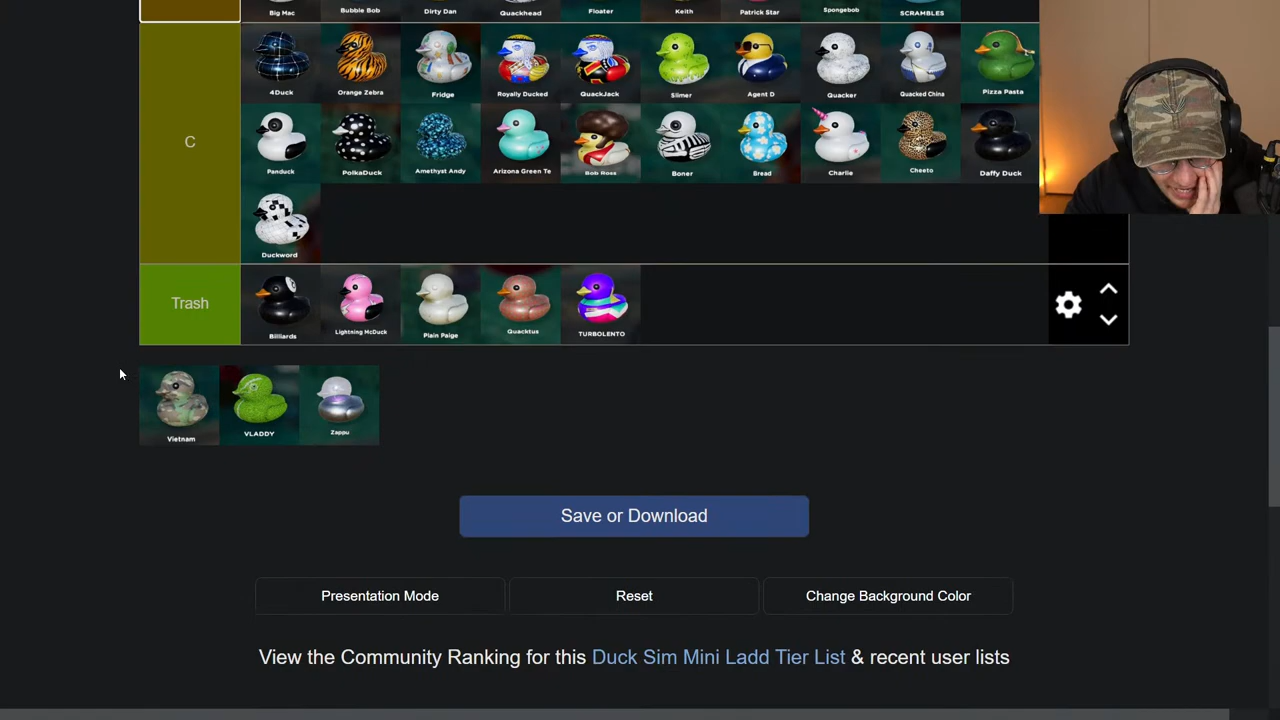 Big Mac Bubble Bob Dirty Dan Quackhead Floater Keith Patrick Star Spongebob SCRAMBLES
C
4Duck Orange Zebra Fridge Royally Ducked QuackJack Slimer Agent D Quacker Quacked China Pizza Pasta
Panduck PolkaDuck Amethyst Andy Arizona Green Te Bob Ross Boner Bread Charlie Cheeto Daffy Duck
Duckword
Trash
Billiards Lightning McDuck Plain Paige Quacktus TURBOLENTO
Vietnam VLADDY Zappu
Save or Download
Presentation Mode Reset Change Background Color
View the Community Ranking for this Duck Sim Mini Ladd Tier List & recent user lists